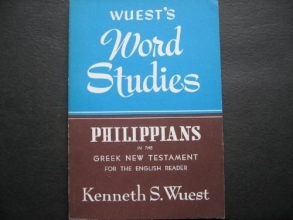 WUEST'S
Word
Studies
PHILIPPIANS
IN THE
GREEK NEW TESTAMENT
FOR THE ENGLISH READER
Kenneth S. Wuest